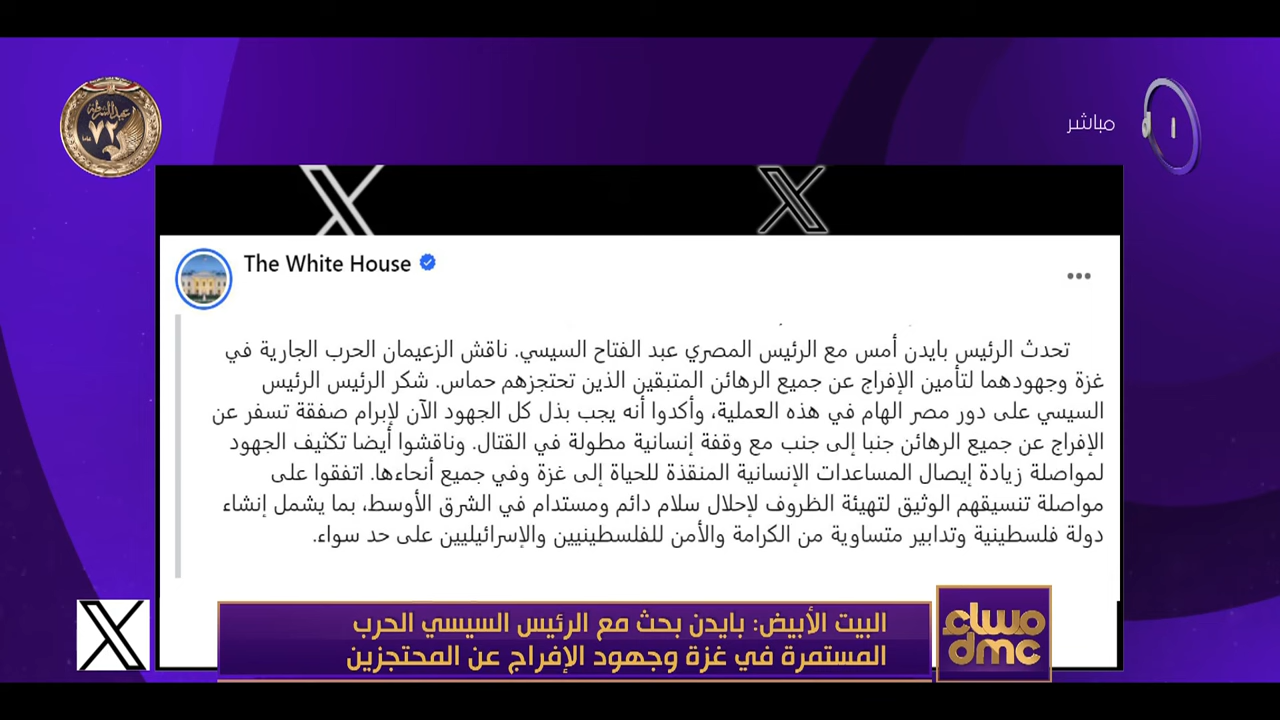 عيد الشرطة
٧٢
عاما
مباشر
The White House
تحدث الرئيس بايدن أمس مع الرئيس المصري عبد الفتاح السيسي. ناقش الزعيمان الحرب الجارية في
غزة وجهودهما لتأمين الإفراج عن جميع الرهائن المتبقين الذين تحتجزهم حماس. شكر الرئيس الرئيس
السيسي على دور مصر الهام في هذه العملية، وأكدوا أنه يجب بذل كل الجهود الآن لإبرام صفقة تسفر عن
الإفراج عن جميع الرهائن جنبا إلى جنب مع وقفة إنسانية مطولة في القتال. وناقشوا أيضا تكثيف الجهود
لمواصلة زيادة إيصال المساعدات الإنسانية المنقذة للحياة إلى غزة وفي جميع أنحاءها. اتفقوا على
مواصلة تنسيقهم الوثيق لتهيئة الظروف لإحلال سلام دائم ومستدام في الشرق الأوسط، بما يشمل إنشاء
دولة فلسطينية وتدابير متساوية من الكرامة والأمن للفلسطينيين والإسرائيليين على حد سواء.
البيت الأبيض: بايدن بحث مع الرئيس السيسي الحرب
المستمرة في غزة وجهود الإفراج عن المحتجزين
مساء
dmc